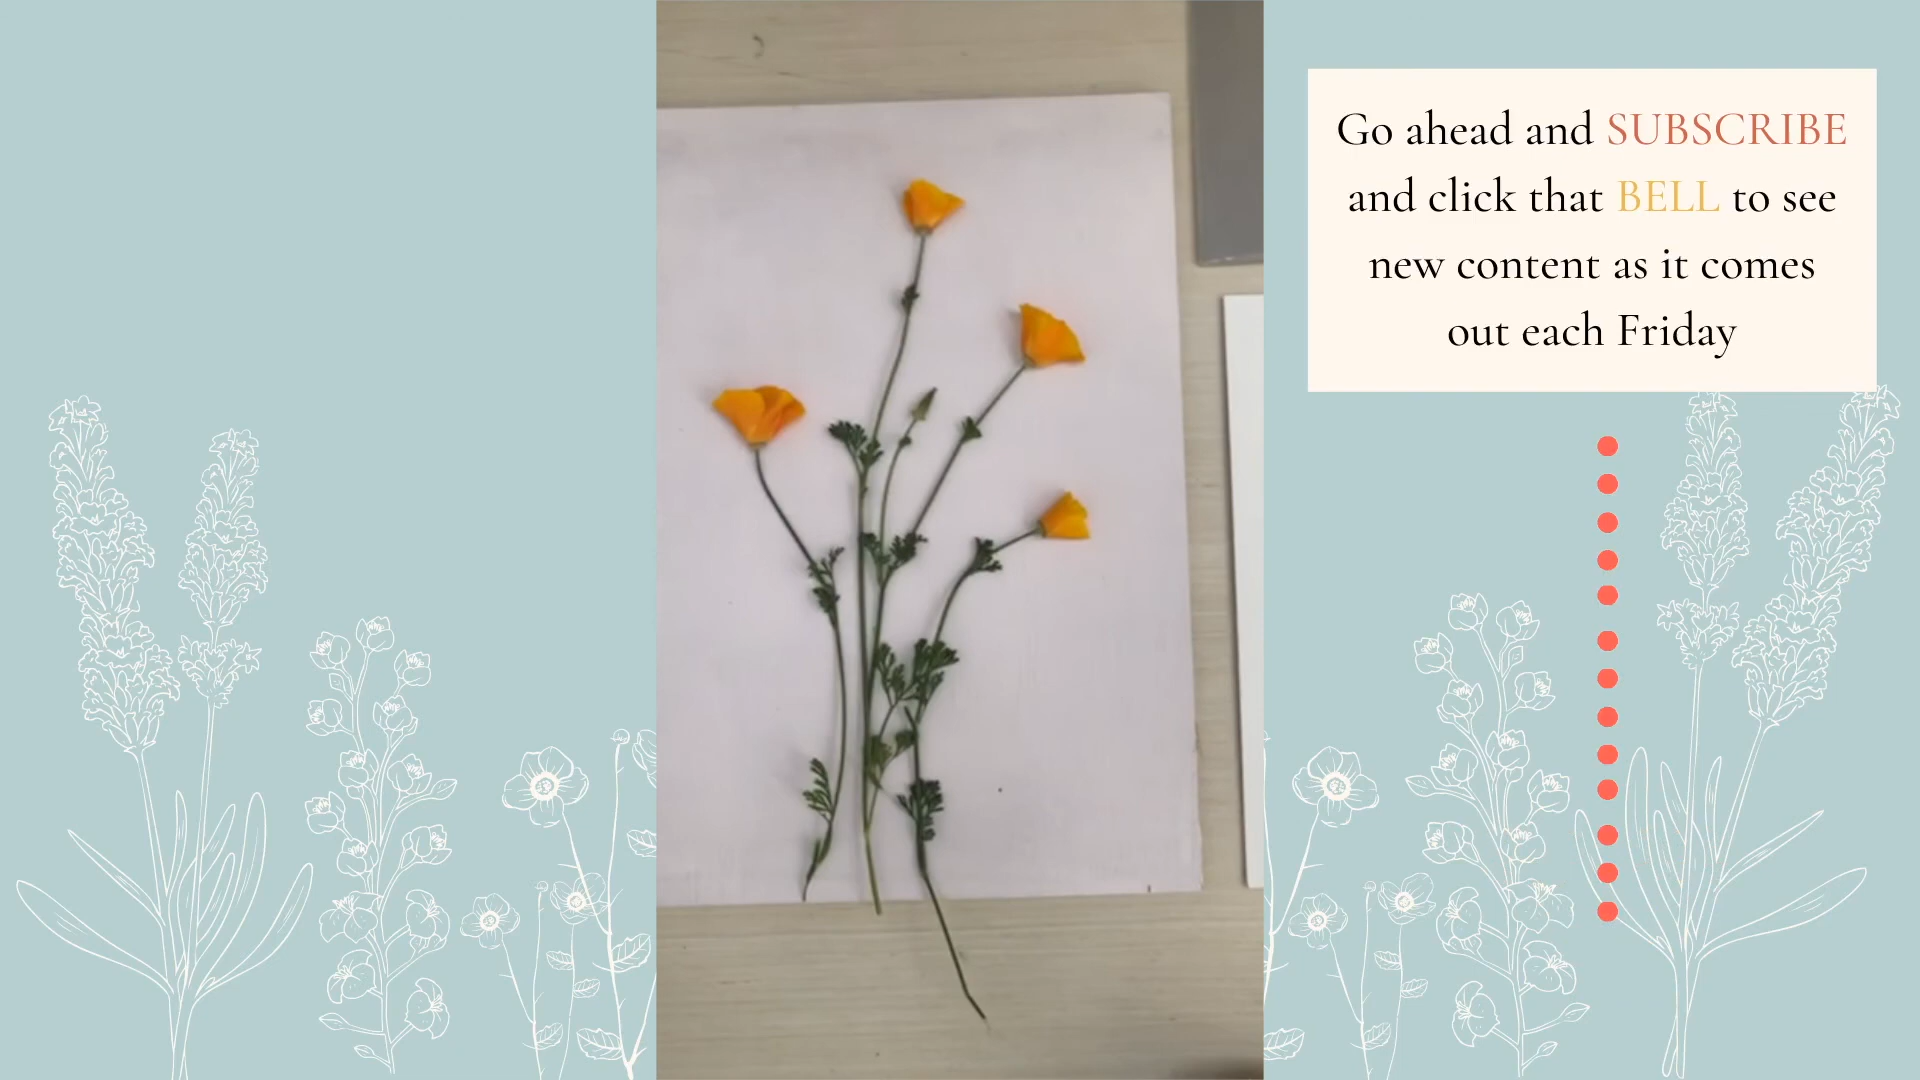 Go ahead and SUBSCRIBE
and click that BELL to see
new content as it comes
out each Friday